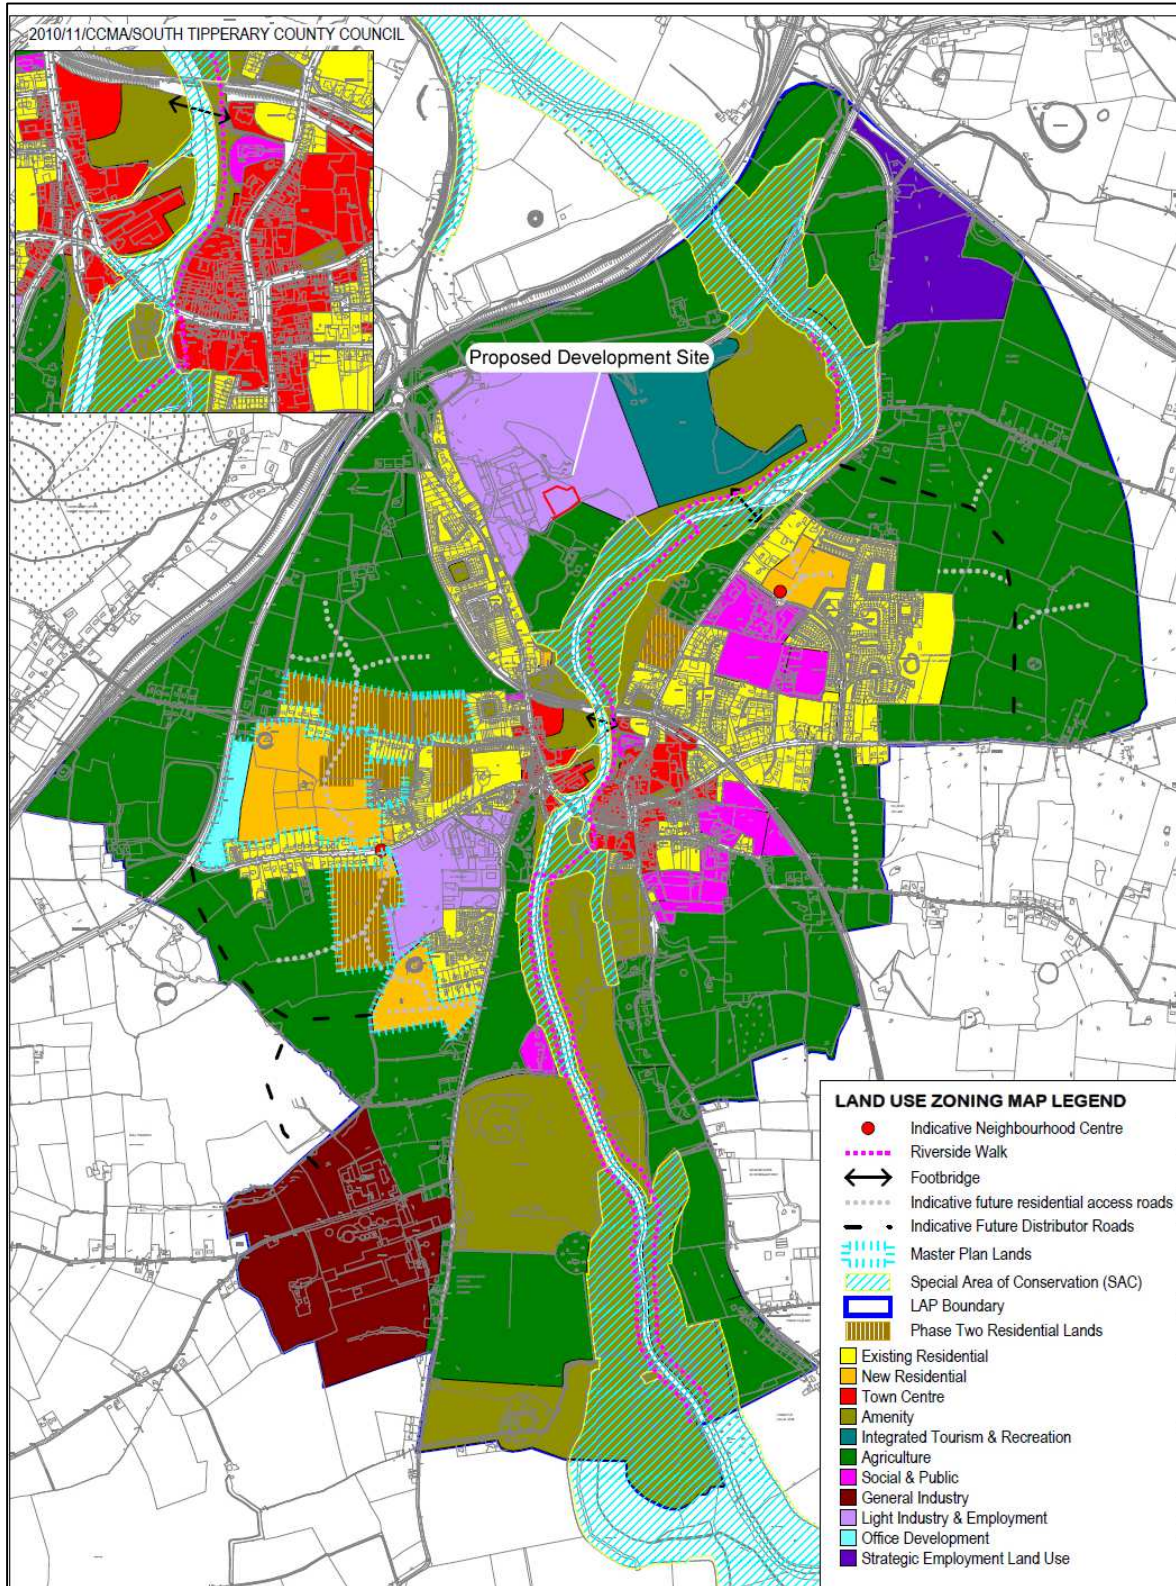 2010/11/CCMA/SOUTH TIPPERARY COUNTY COUNCIL
Proposed Development Site
LAND USE ZONING MAP LEGEND
Indicative Neighbourhood Centre
Riverside Walk
Footbridge
Indicative future residential access roads
Indicative Future Distributor Roads
Master Plan Lands
Special Area of Conservation (SAC)
LAP Boundary
Phase Two Residential Lands
Existing Residential
New Residential
Town Centre
Amenity
Integrated Tourism & Recreation
Agriculture
Social & Public
General Industry
Light Industry & Employment
Office Development
Strategic Employment Land Use